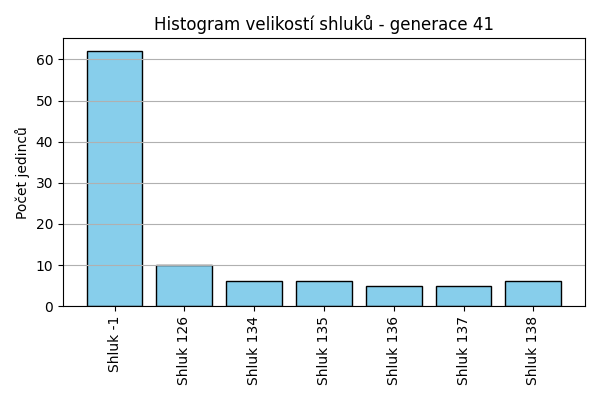 Histogram velikostí shluků - generace 41
Počet jedinců
60
50
40
30
20
10
0
Shluk -1
Shluk 126
Shluk 134
Shluk 135
Shluk 136
Shluk 137
Shluk 138